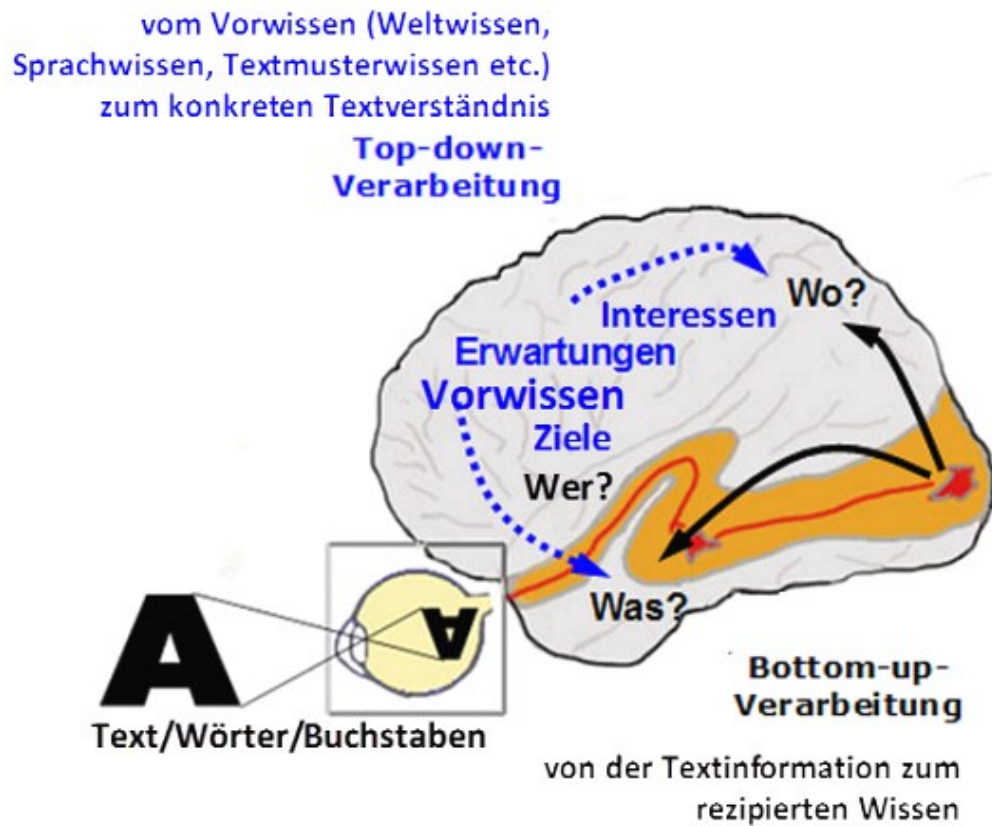 vom Vorwissen (Weltwissen,
Sprachwissen, Textmusterwissen etc.)
zum konkreten Textverständnis
Top-down-
Verarbeitung
Wo?
Interessen
Erwartungen
Vorwissen
Ziele
Wer?
Was?
A
A
Text/Wörter/Buchstaben
Bottom-up-
Verarbeitung
von der Textinformation zum
rezipierten Wissen